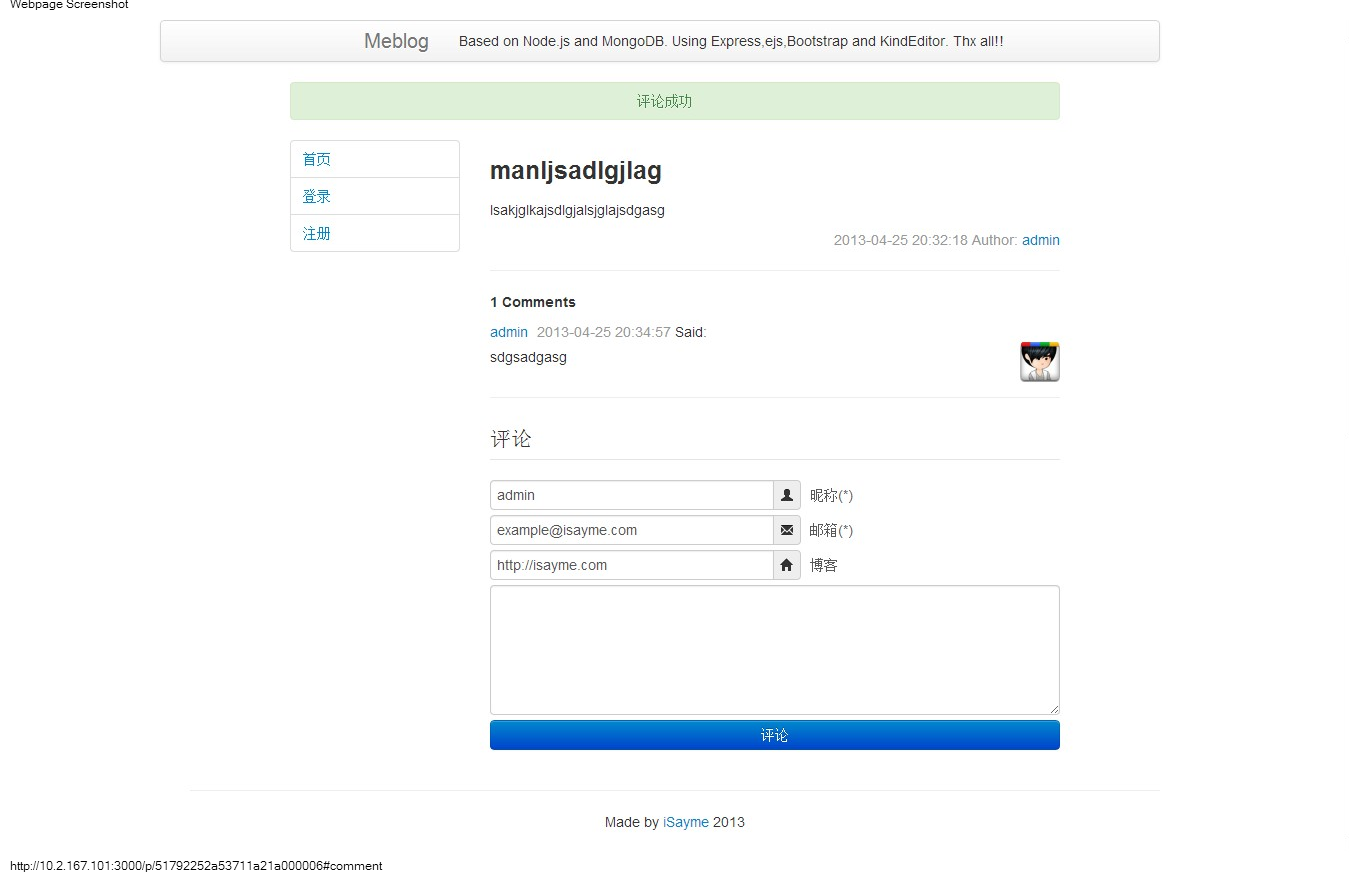 Webpage Screenshot
Meblog Based on Node.js and MongoDB. Using Express,ejs,Bootstrap and KindEditor. Thx all!!
评论成功
首页
登录
注册
manljsadlgjlag
lsakjglkajsdlgjalsjglajsdgasg
2013-04-25 20:32:18 Author: admin
1 Comments
admin 2013-04-25 20:34:57 Said:
sdgsadgasg
评论
admin 昵称(*)
example@isayme.com 邮箱(*)
http://isayme.com 博客
评论
Made by iSayme 2013
http://10.2.167.101:3000/p/51792252a53711a21a000006#comment